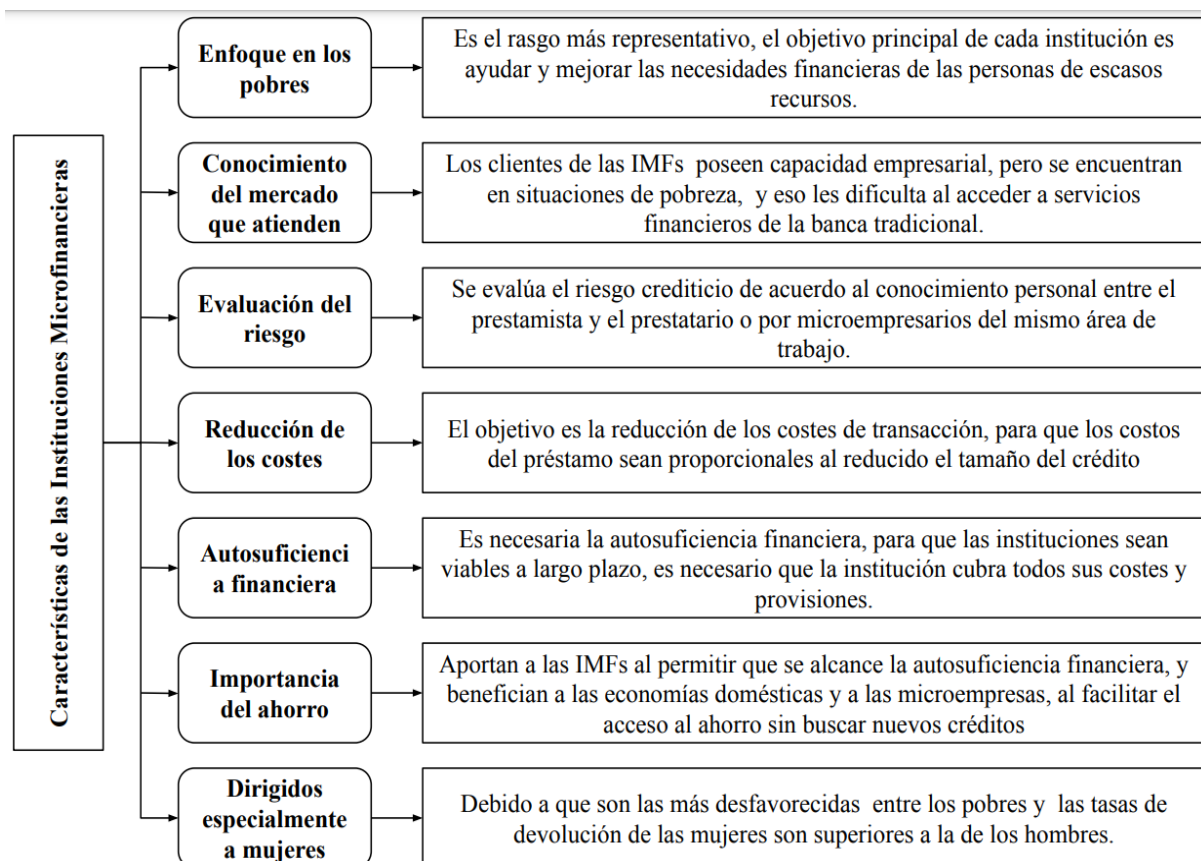 Características de las Instituciones Microfinancieras
Enfoque en los
pobres
Es el rasgo más representativo, el objetivo principal de cada institución es
ayudar y mejorar las necesidades financieras de las personas de escasos
recursos.
Conocimiento
del mercado
que atienden
Los clientes de las IMFs poseen capacidad empresarial, pero se encuentran
en situaciones de pobreza, y eso les dificulta al acceder a servicios
financieros de la banca tradicional.
Evaluación del
riesgo
Se evalúa el riesgo crediticio de acuerdo al conocimiento personal entre el
prestamista y el prestatario o por microempresarios del mismo área de
trabajo.
Reducción de
los costes
El objetivo es la reducción de los costes de transacción, para que los costos
del préstamo sean proporcionales al reducido el tamaño del crédito
Autosuficienci
a financiera
Es necesaria la autosuficiencia financiera, para que las instituciones sean
viables a largo plazo, es necesario que la institución cubra todos sus costes y
provisiones.
Importancia
del ahorro
Aportan a las IMFs al permitir que se alcance la autosuficiencia financiera, y
benefician a las economías domésticas y a las microempresas, al facilitar el
acceso al ahorro sin buscar nuevos créditos
Dirigidos
especialmente
a mujeres
Debido a que son las más desfavorecidas entre los pobres y las tasas de
devolución de las mujeres son superiores a la de los hombres.